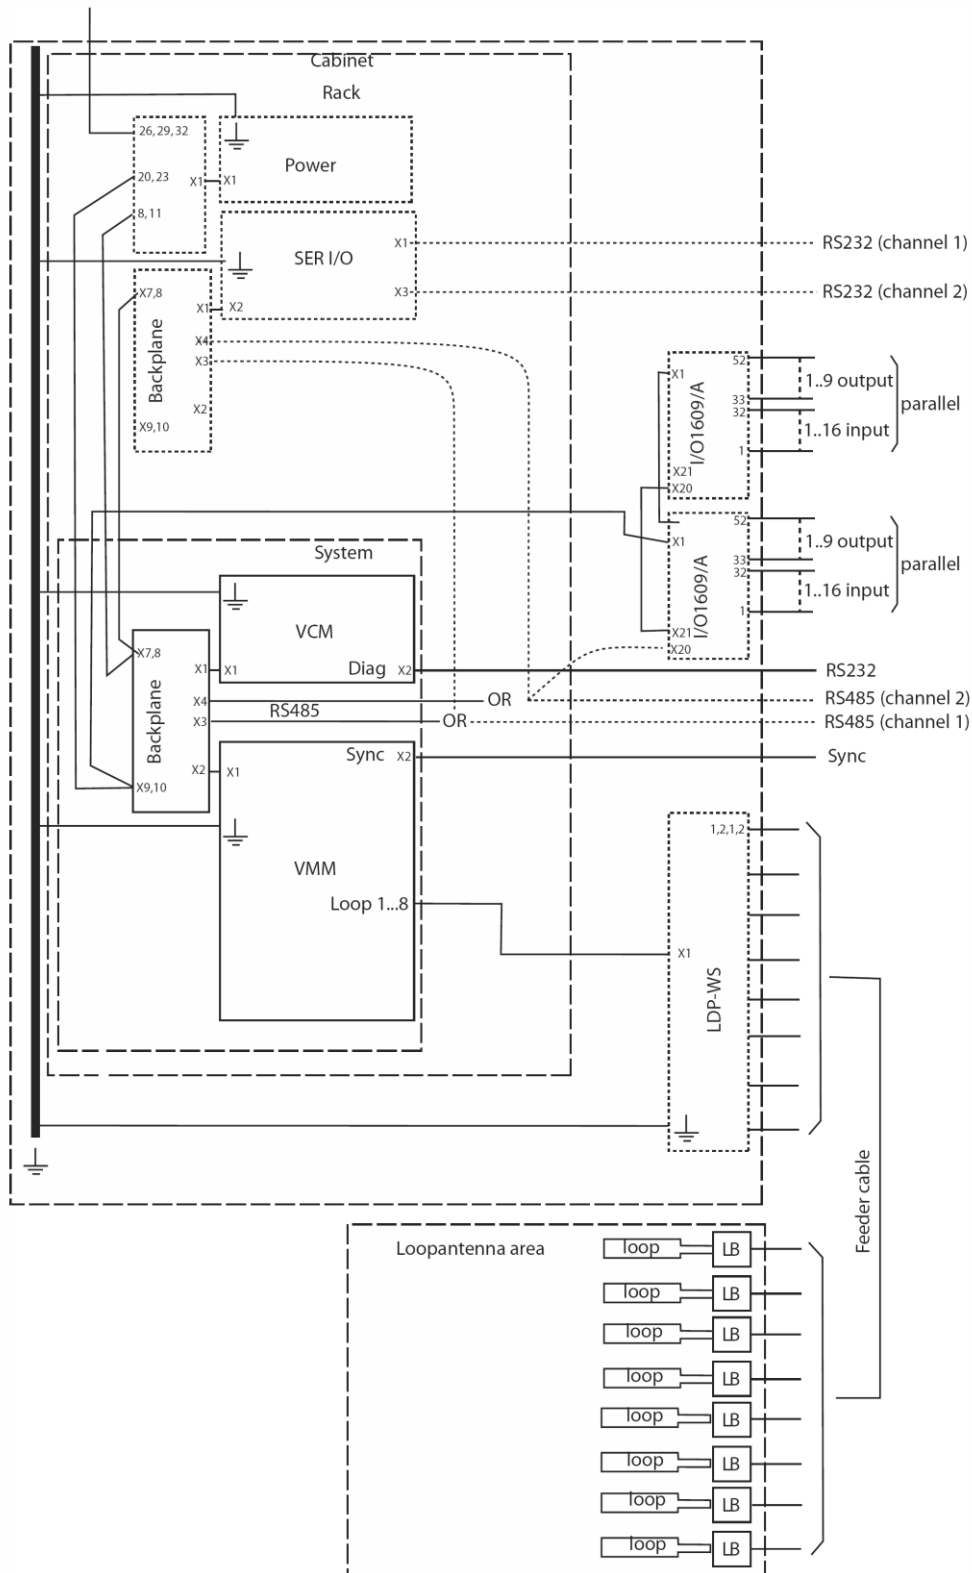 Cabinet
Rack
26, 29, 32
20, 23
8, 11
X1
X1
Power
SER I/O
X1
X3
X2
RS232 (channel 1)
RS232 (channel 2)
X7,8
X1
X4
X3
X2
X9,10
Backplane
X1
52
33
32
1
X21
X20
I/O1609/A
1..9 output
1..16 input
parallel
52
X1
33
32
1
X21
X20
I/O1609/A
1..9 output
1..16 input
parallel
System
VCM
Diag X2
X1
RS232
X7,8
X1
X4
X3
X2
X9,10
Backplane
RS485
OR
OR
RS485 (channel 2)
RS485 (channel 1)
Sync X2
Sync
X1
VMM
Loop 1...8
1,2,1,2
X1
LDP-WS
Feeder cable
Loopantenna area
loop LB
loop LB
loop LB
loop LB
loop LB
loop LB
loop LB
loop LB